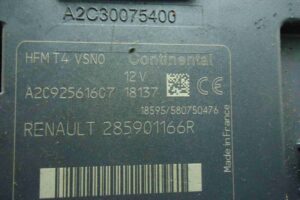 A2C30075400
HFM T4 VSN0 Continental
12 V
A2C92561607 18137 CE
18595/580750476
RENAULT 285901166R
Made in France